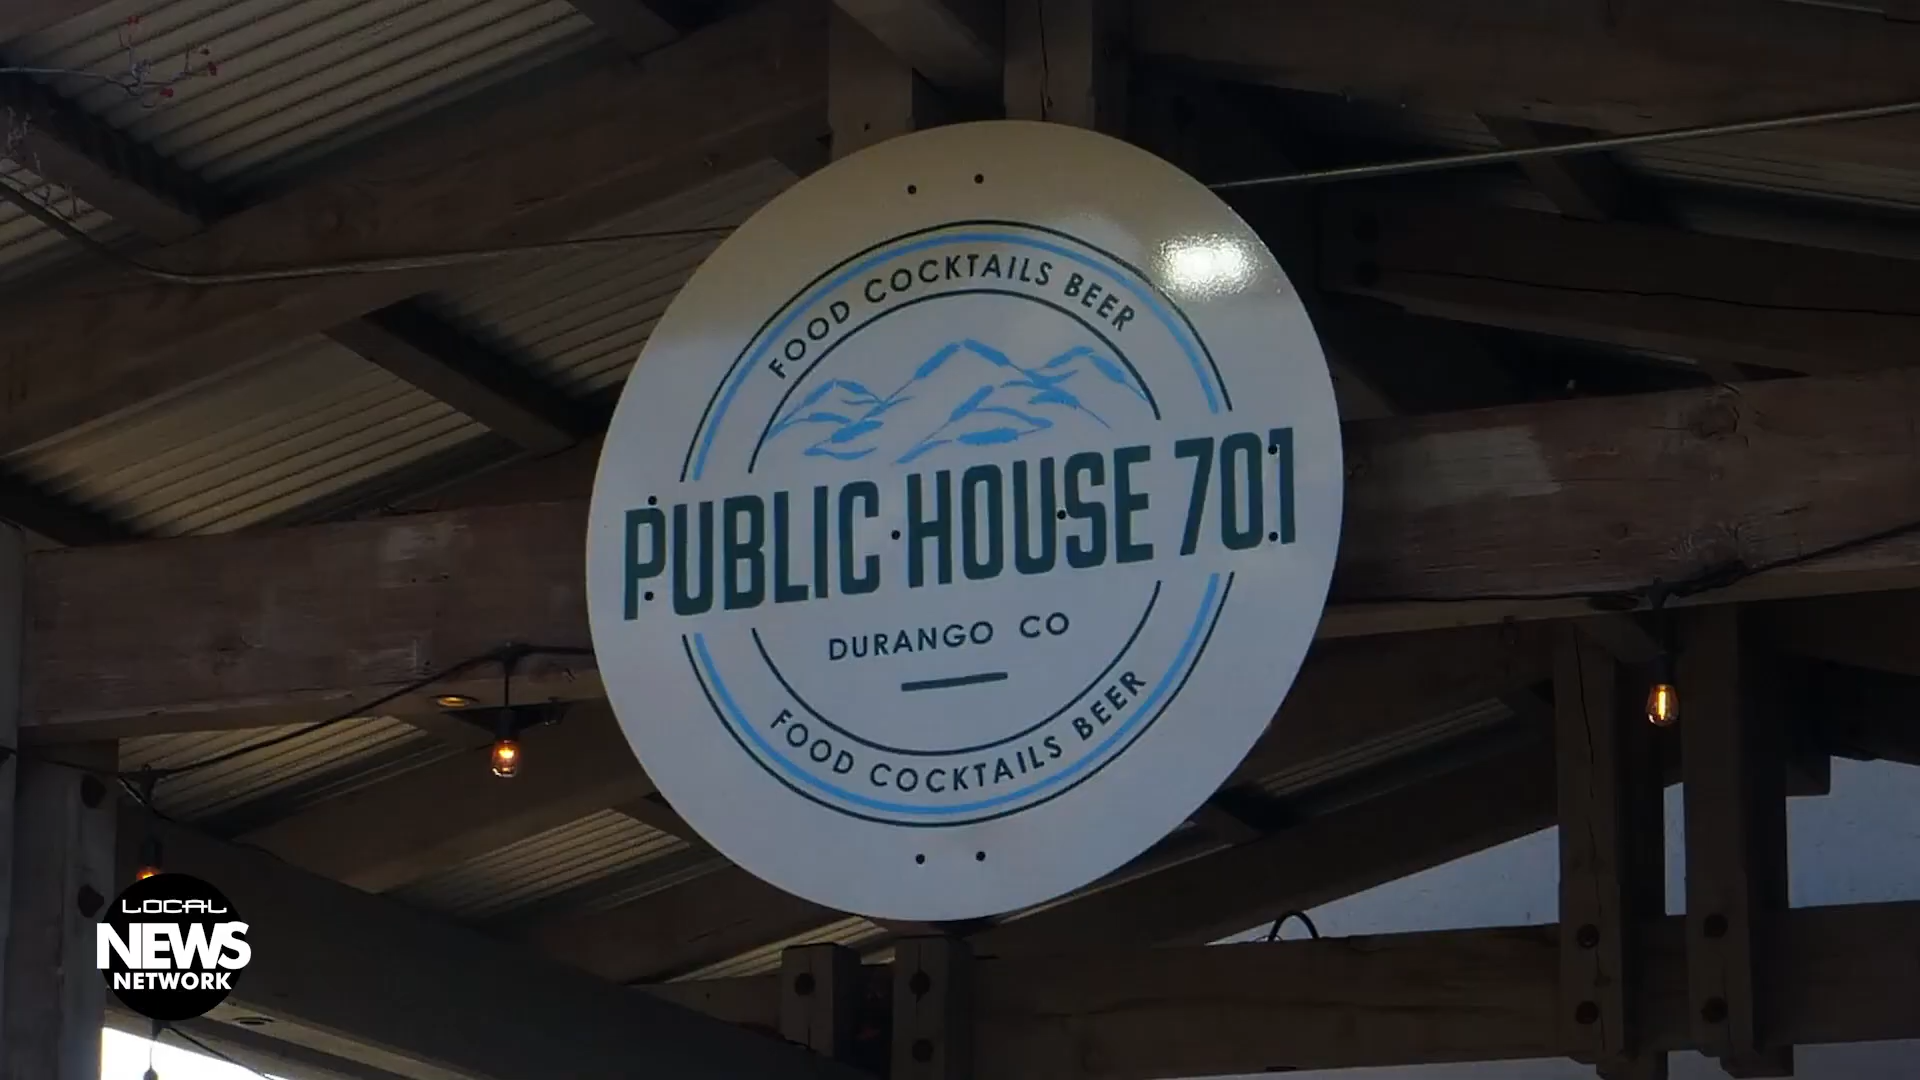 FOOD COCKTAILS BEER
PUBLIC HOUSE 701
DURANGO CO
FOOD COCKTAILS BEER
LOCAL
NEWS
NETWORK